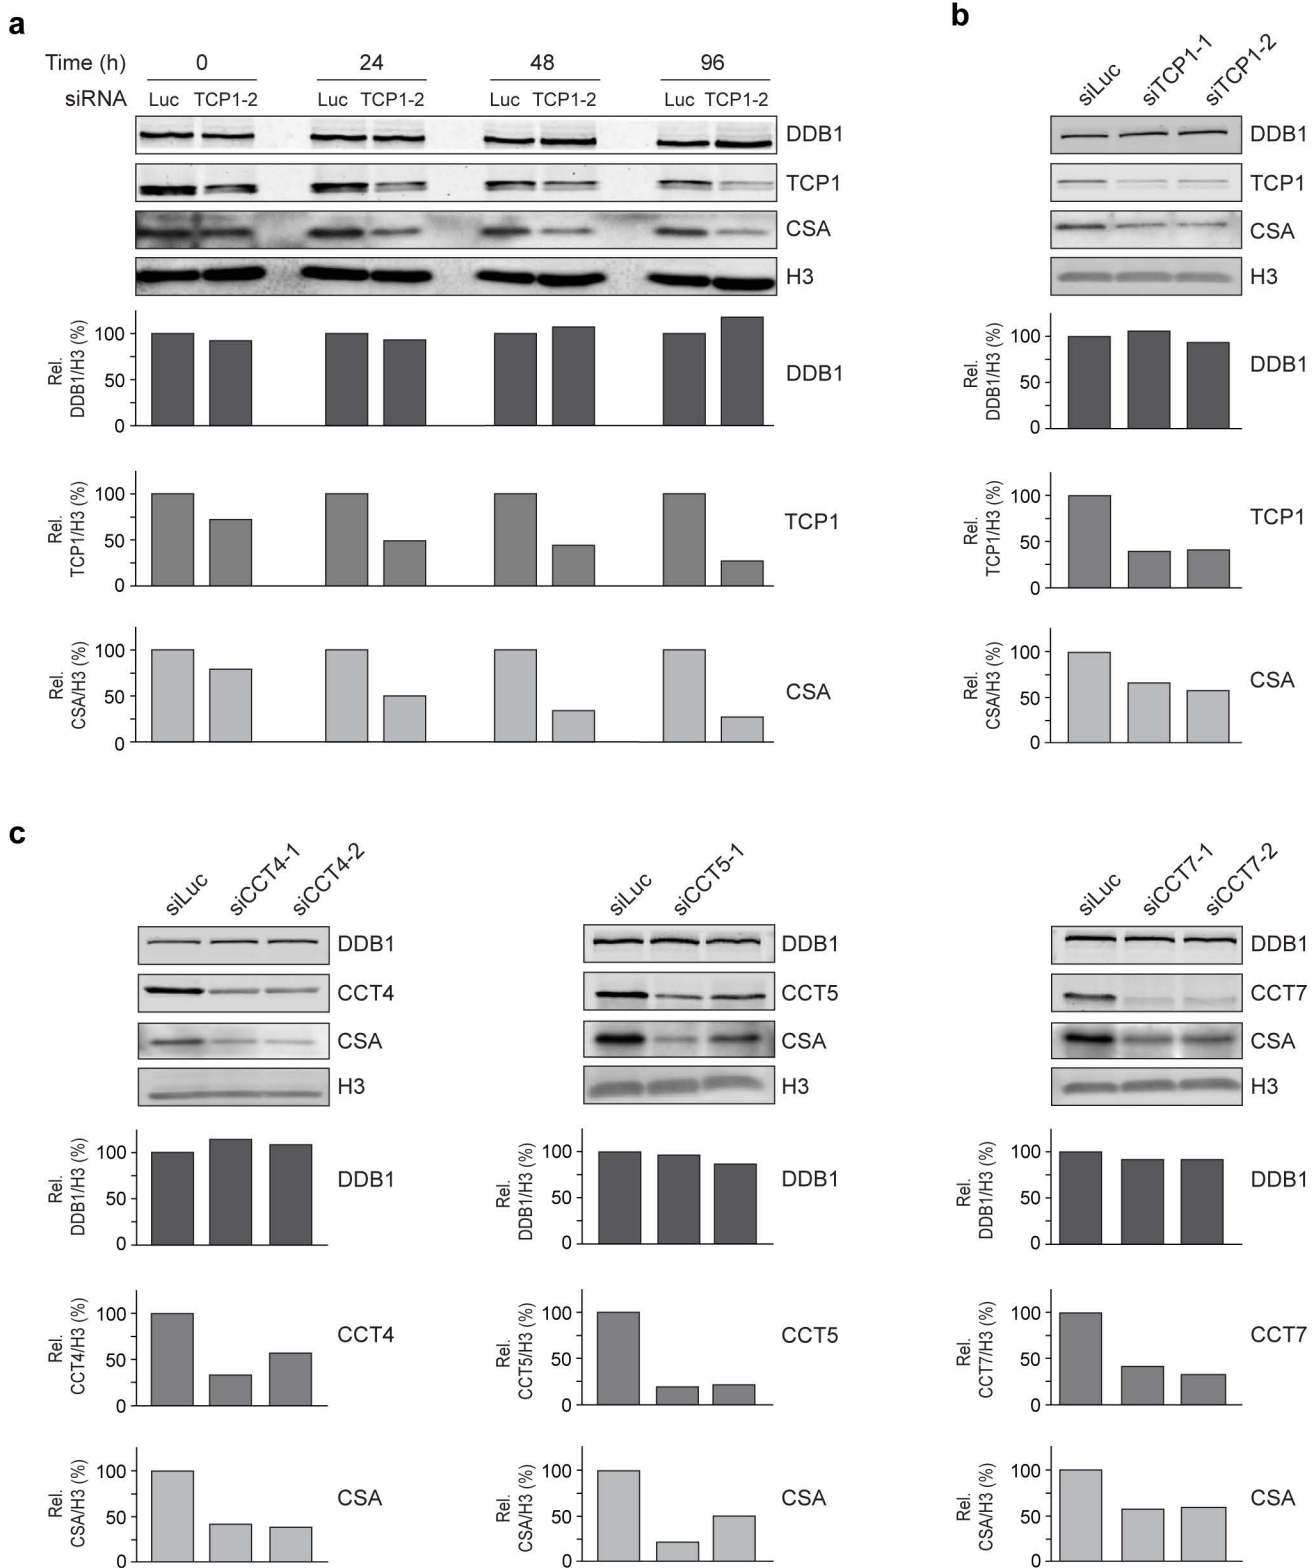 a
Time (h) 0 24 48 96
siRNA Luc TCP1-2 Luc TCP1-2 Luc TCP1-2 Luc TCP1-2
DDB1
TCP1
CSA
H3
Rel.
DDB1/H3 (%)
100
50
0
DDB1
Rel.
TCP1/H3 (%)
100
50
0
TCP1
Rel.
CSA/H3 (%)
100
50
0
CSA
b
siLuc siTCP1-1 siTCP1-2
DDB1
TCP1
CSA
H3
Rel.
DDB1/H3 (%)
100
50
0
DDB1
Rel.
TCP1/H3 (%)
100
50
0
TCP1
Rel.
CSA/H3 (%)
100
50
0
CSA
c
siLuc siCCT4-1 siCCT4-2
DDB1
CCT4
CSA
H3
Rel.
DDB1/H3 (%)
100
50
0
DDB1
Rel.
CCT4/H3 (%)
100
50
0
CCT4
Rel.
CSA/H3 (%)
100
50
0
CSA
siLuc siCCT5-1
DDB1
CCT5
CSA
H3
Rel.
DDB1/H3 (%)
100
50
0
DDB1
Rel.
CCT5/H3 (%)
100
50
0
CCT5
Rel.
CSA/H3 (%)
100
50
0
CSA
siLuc siCCT7-1 siCCT7-2
DDB1
CCT7
CSA
H3
Rel.
DDB1/H3 (%)
100
50
0
DDB1
Rel.
CCT7/H3 (%)
100
50
0
CCT7
Rel.
CSA/H3 (%)
100
50
0
CSA